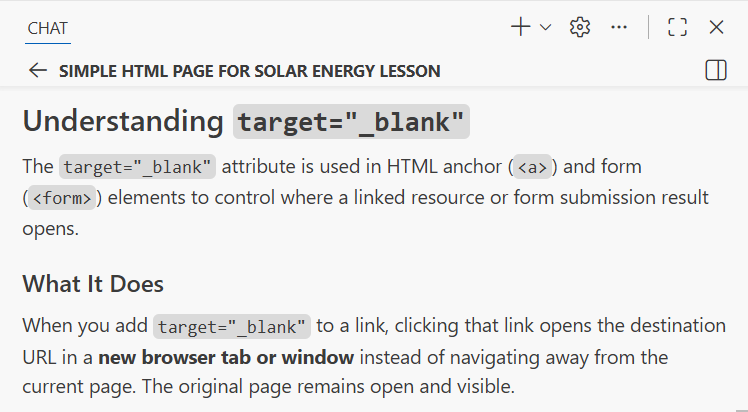 CHAT
SIMPLE HTML PAGE FOR SOLAR ENERGY LESSON
Understanding target="_blank"
The target="_blank" attribute is used in HTML anchor (<a>) and form
(<form>) elements to control where a linked resource or form submission result
opens.
What It Does
When you add target="_blank" to a link, clicking that link opens the destination
URL in a new browser tab or window instead of navigating away from the
current page. The original page remains open and visible.